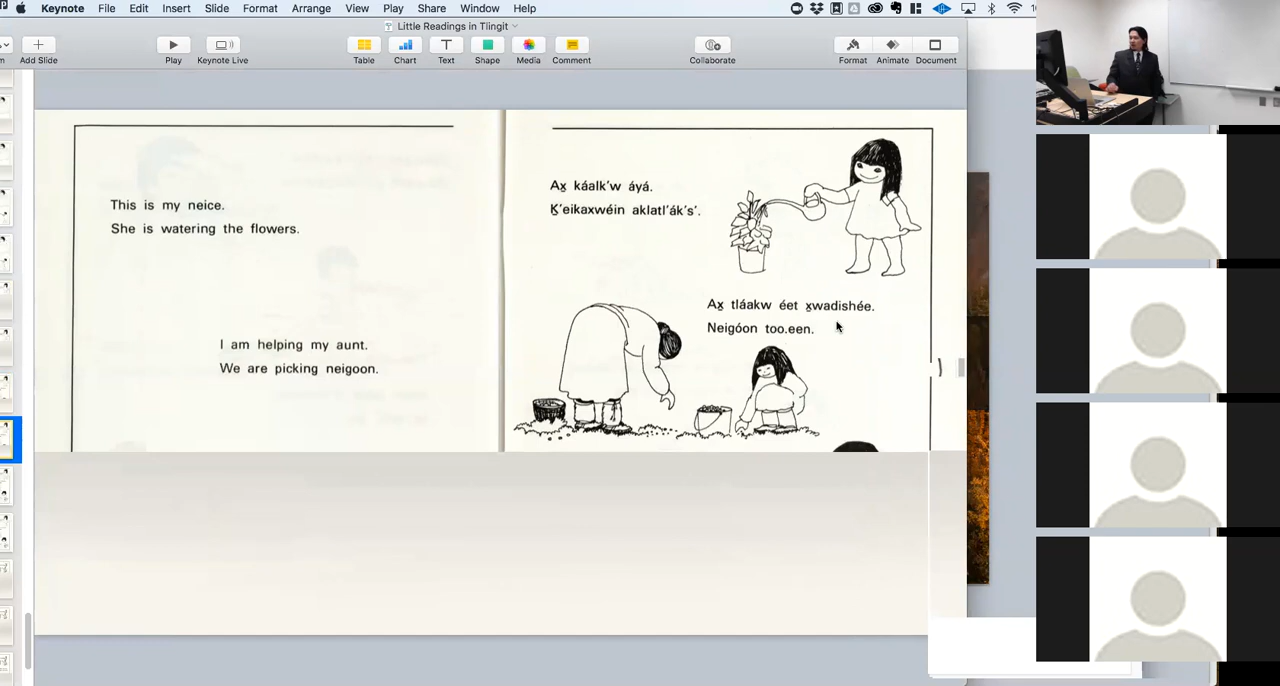 Keynote File Edit Insert Slide Format Arrange View Play Share Window Help
Little Readings in Tlingit
Add Slide Play Keynote Live Table Chart Text Shape Media Comment Collaborate Format Animate Document
This is my neice.
She is watering the flowers.
I am helping my aunt.
We are picking neigoon.
Ax̱ káalk'w áyá.
Ḵ'eikaxwéin aklatl'ák's'.
Ax̱ tláakw éet x̱wadishée.
Neigóon too.een.